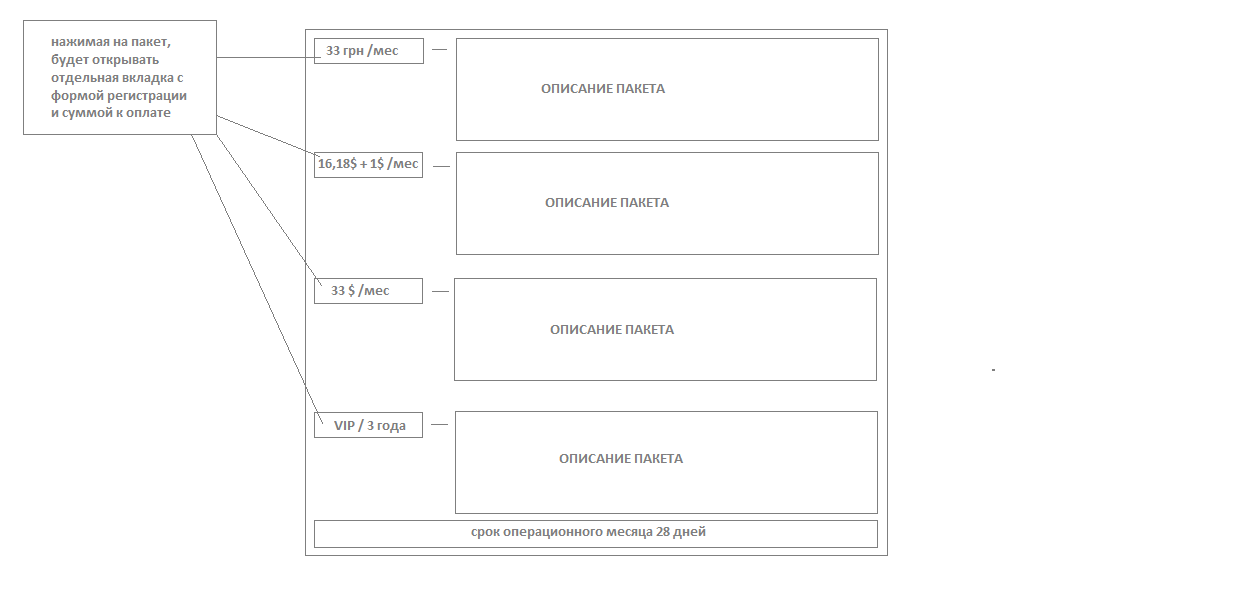 нажимая на пакет,
будет открывать
отдельная вкладка с
формой регистрации
и суммой к оплате
33 грн /мес
ОПИСАНИЕ ПАКЕТА
16,18$ + 1$ /мес
ОПИСАНИЕ ПАКЕТА
33 $ /мес
ОПИСАНИЕ ПАКЕТА
VIP / 3 года
ОПИСАНИЕ ПАКЕТА
срок операционного месяца 28 дней